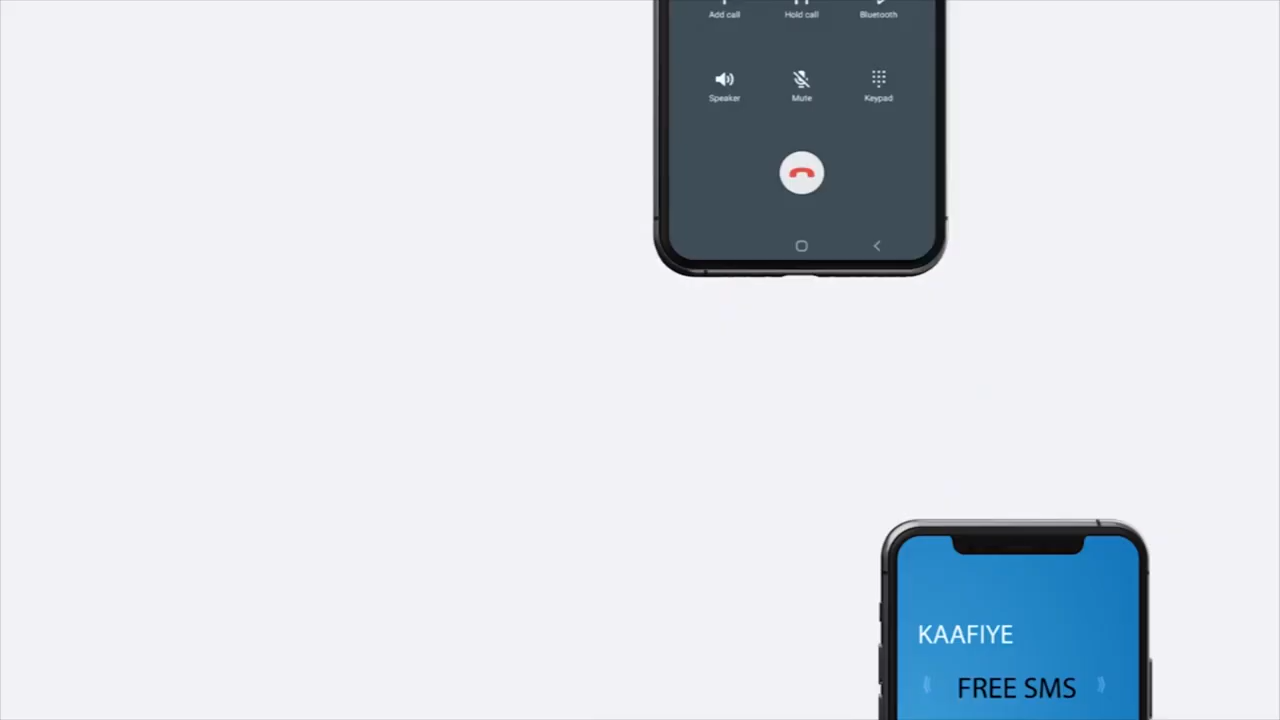 Add call Hold call Bluetooth
Speaker Mute Keypad
KAAFIYE
FREE SMS